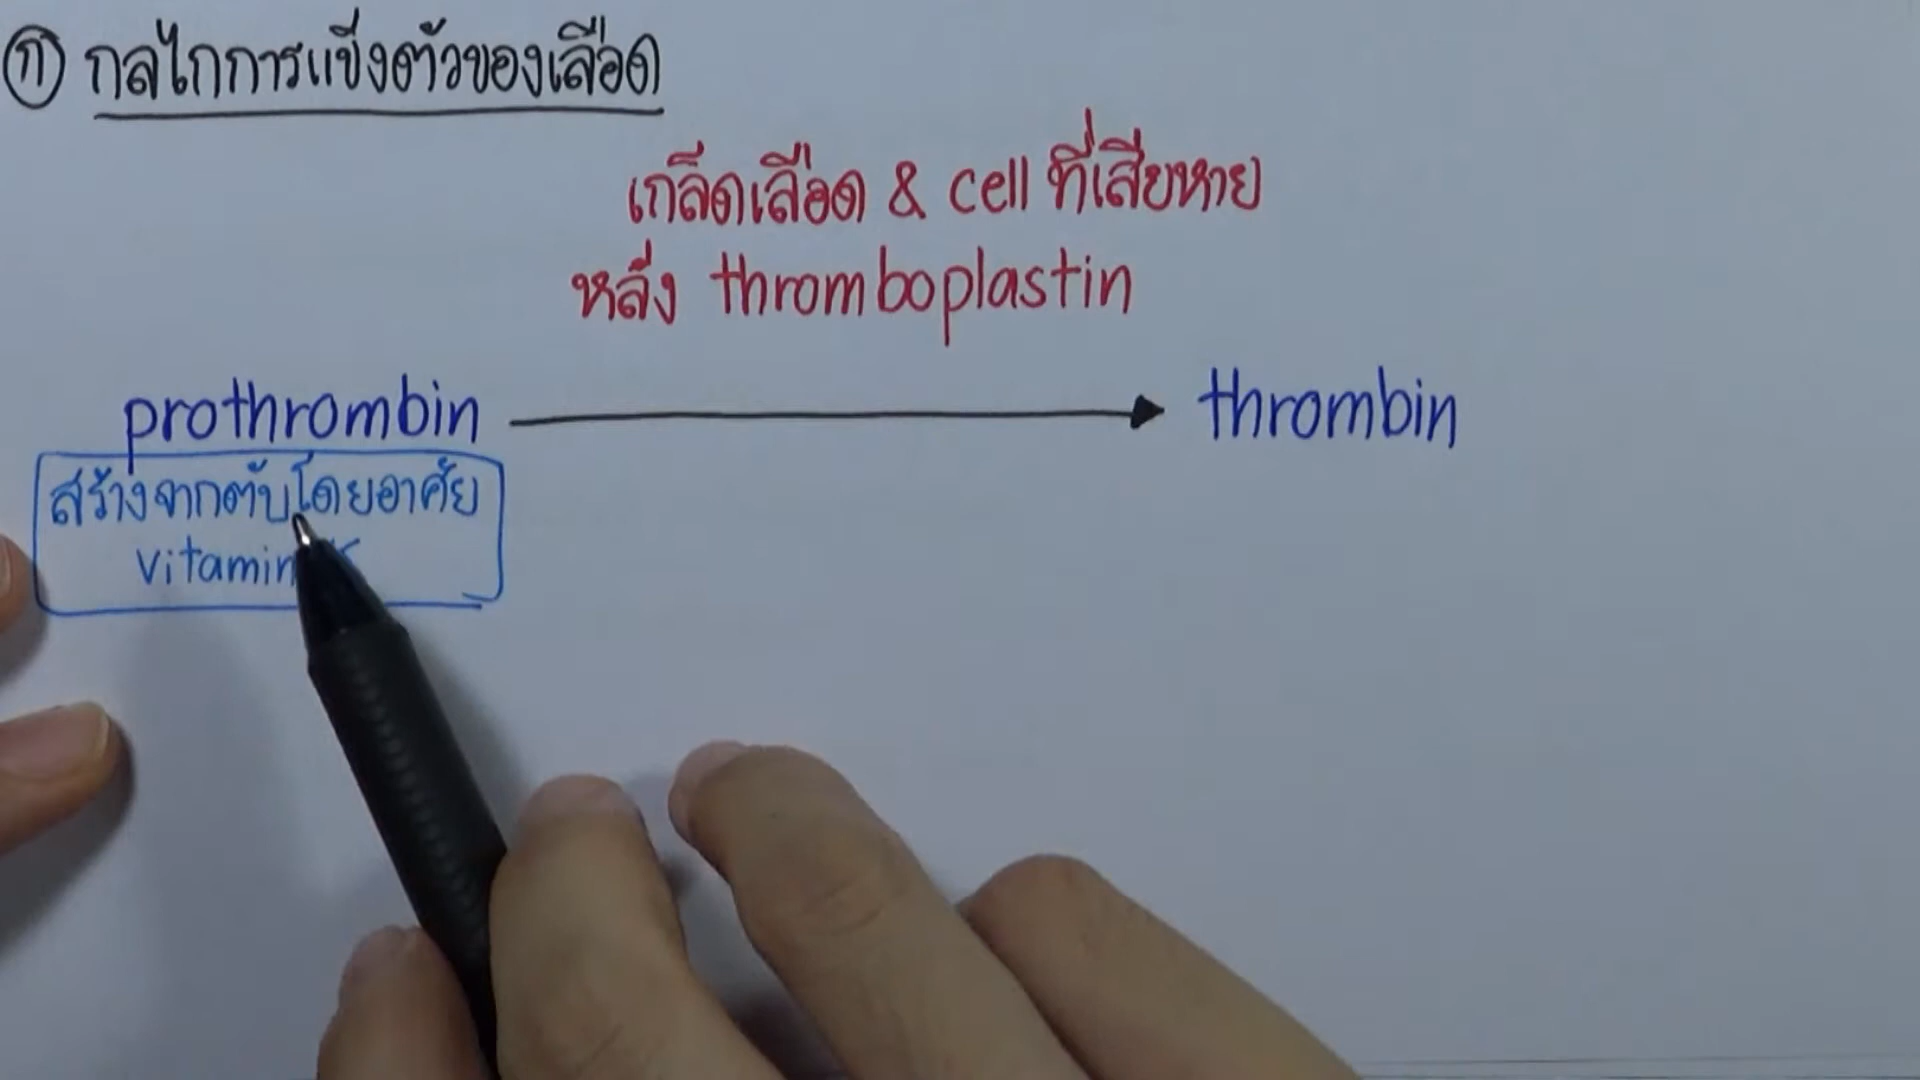 ก กลไกการแข็งตัวของเลือด
เกล็ดเลือด & cell ที่เสียหาย
หลั่ง thromboplastin
prothrombin thrombin
สร้างจากตับโดยอาศัย
vitamin